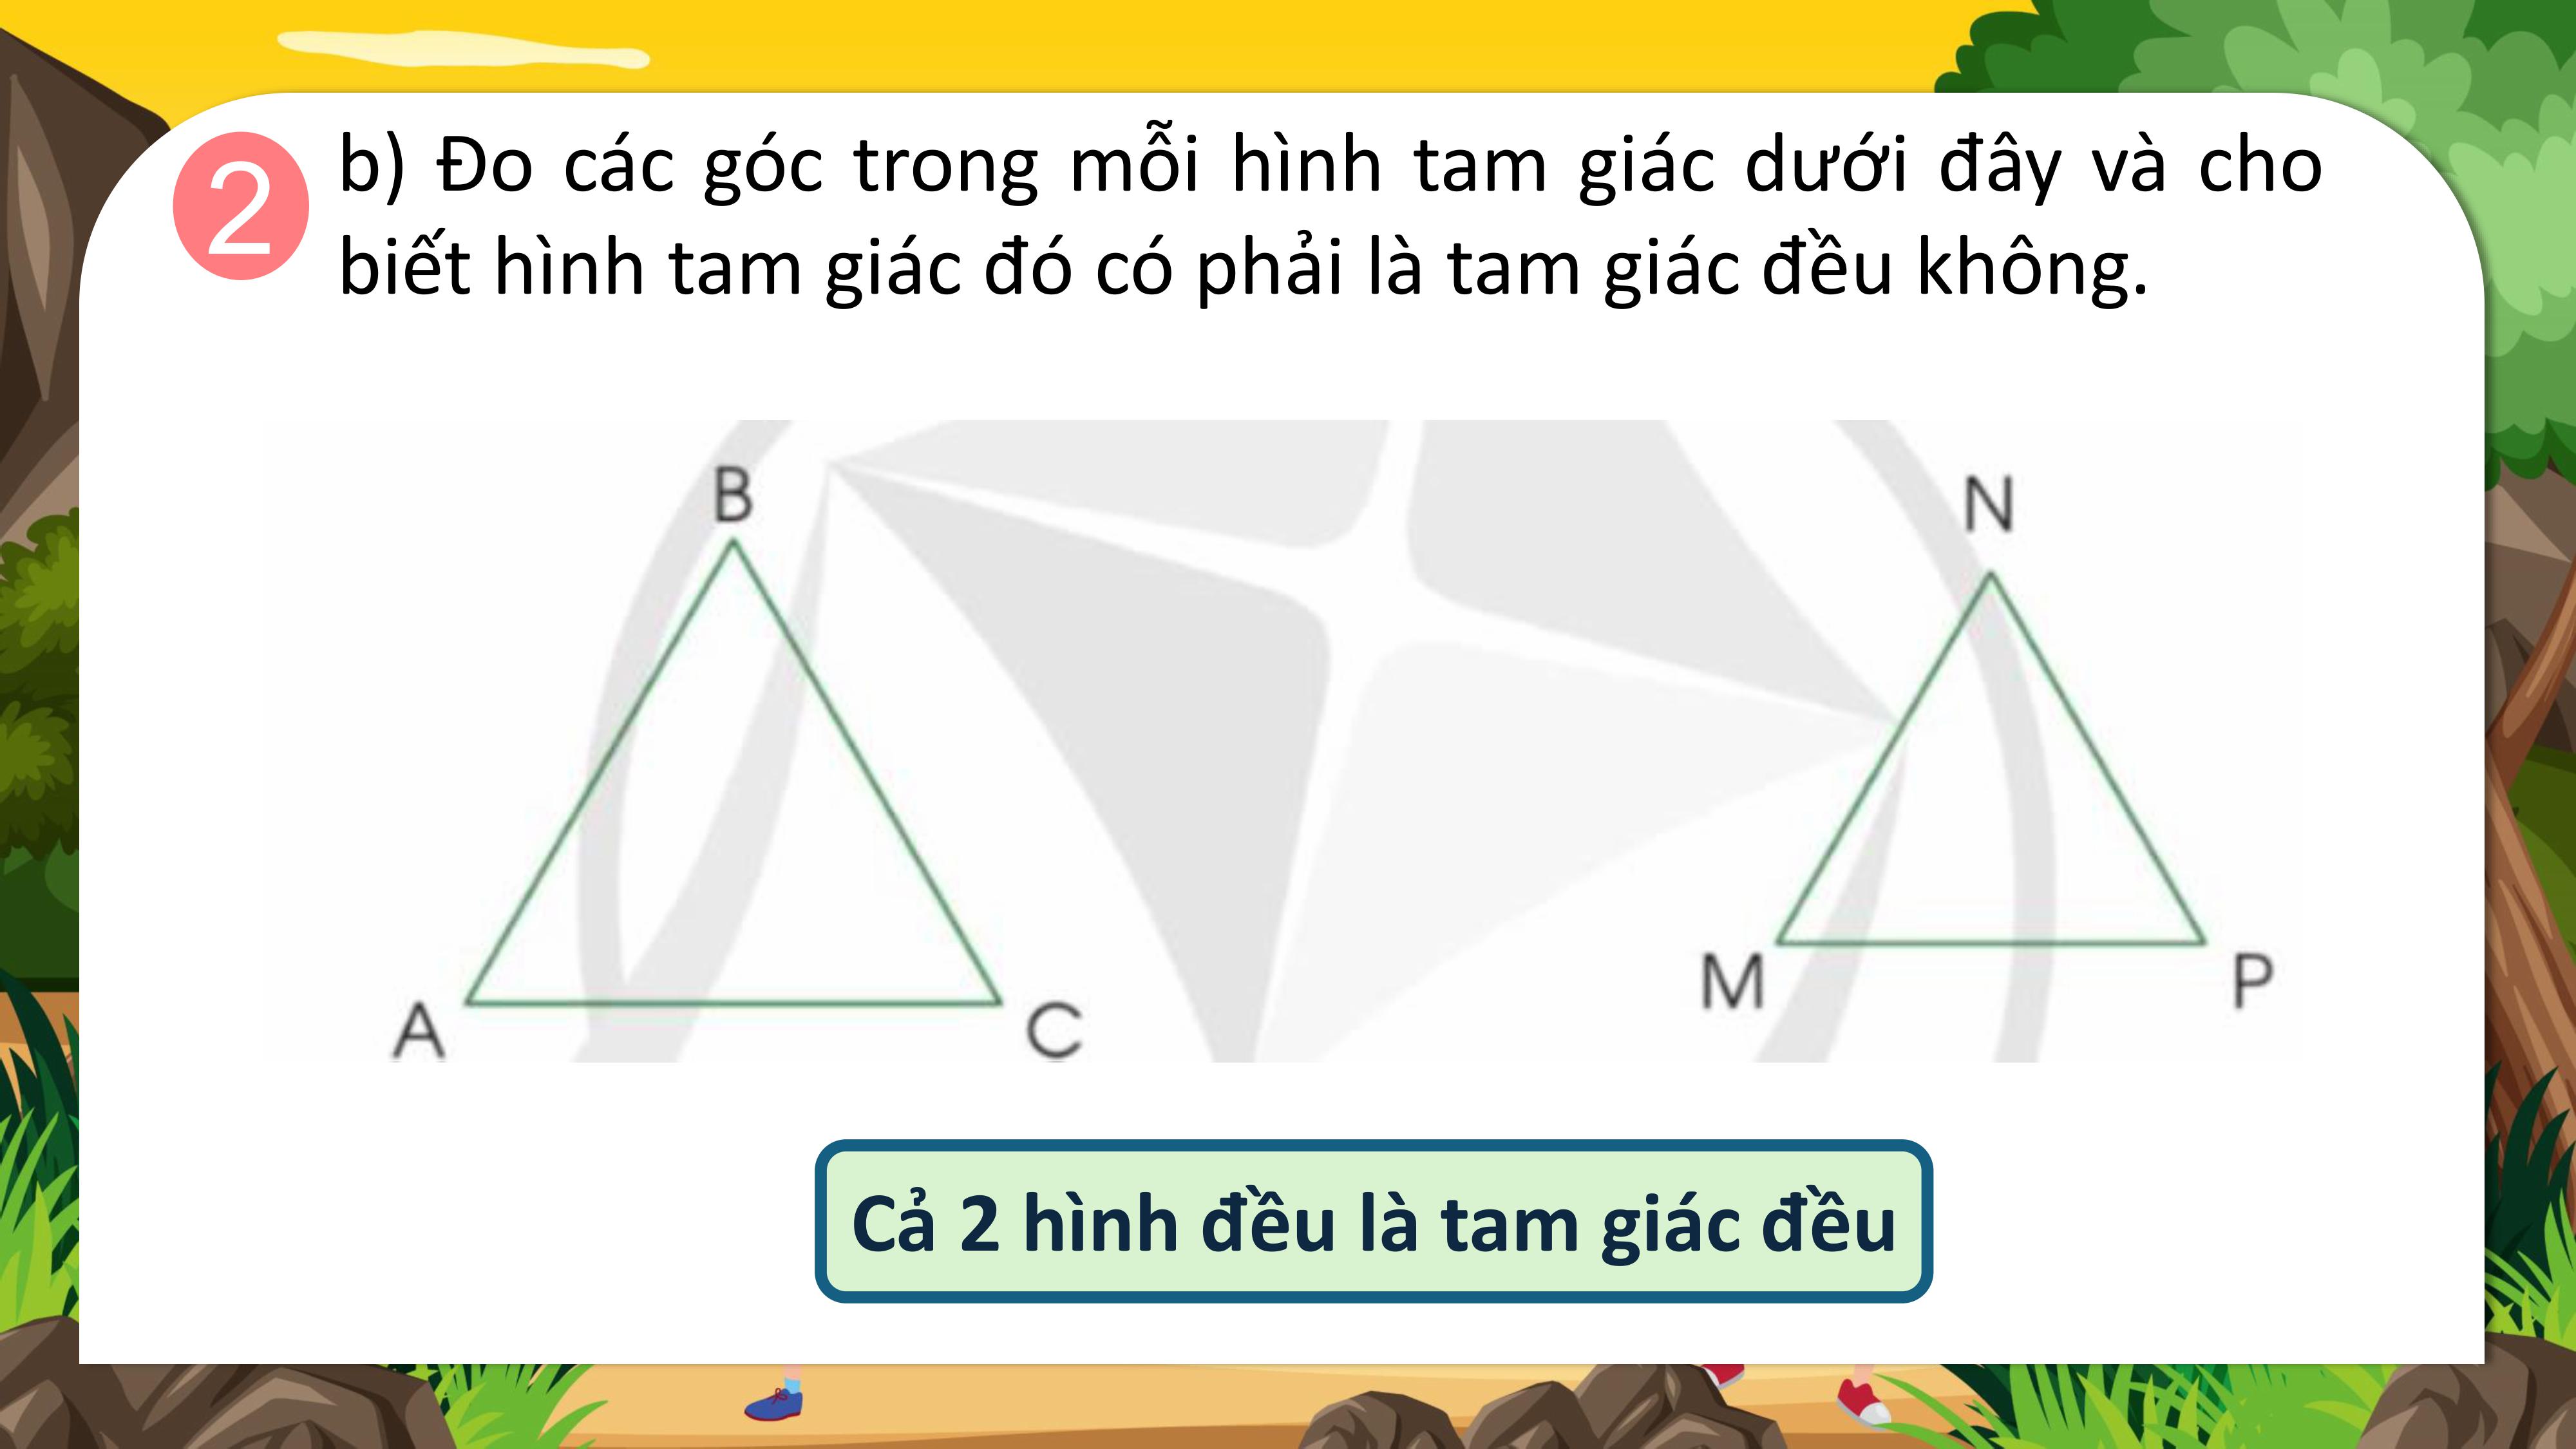 2
b) Đo các góc trong mỗi hình tam giác dưới đây và cho
biết hình tam giác đó có phải là tam giác đều không.
B
N
A
C
M
P
Cả 2 hình đều là tam giác đều